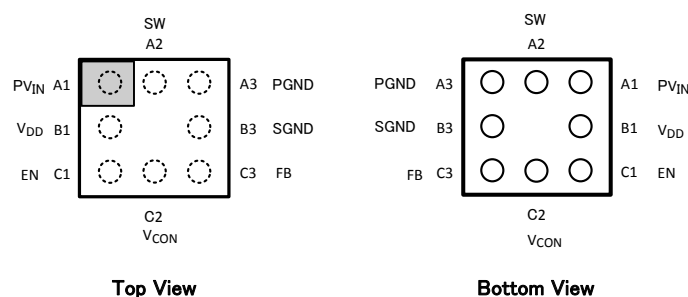 SW SW
A2 A2
PVIN A1 A3 PGND PGND A3 A1 PVIN
VDD B1 B3 SGND SGND B3 B1 VDD
EN C1 C3 FB FB C3 C1 EN
C2 C2
VCON VCON
Top View Bottom View